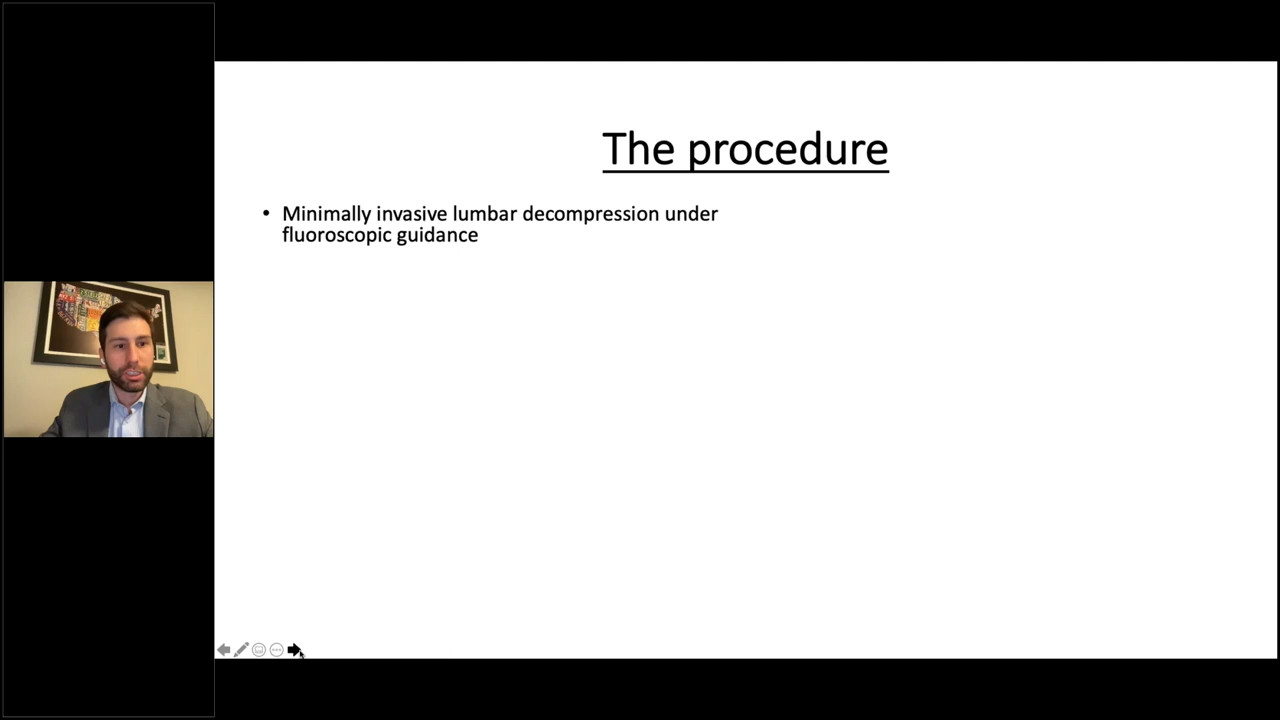 The procedure
• Minimally invasive lumbar decompression under
fluoroscopic guidance